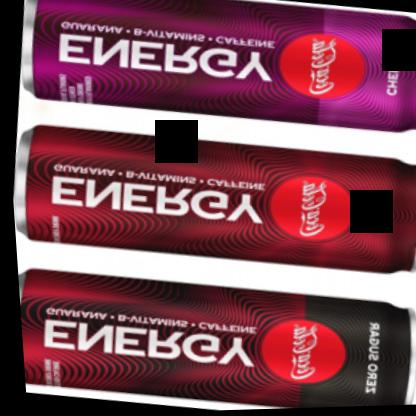 GUARANA • B-VITAMINS • CAFFEINE
ENERGY
Coca-Cola
GUARANA • B-VITAMINS • CAFFEINE
ENERGY
Coca-Cola
GUARANA • B-VITAMINS • CAFFEINE
ENERGY
Coca-Cola
ZERO SUGAR